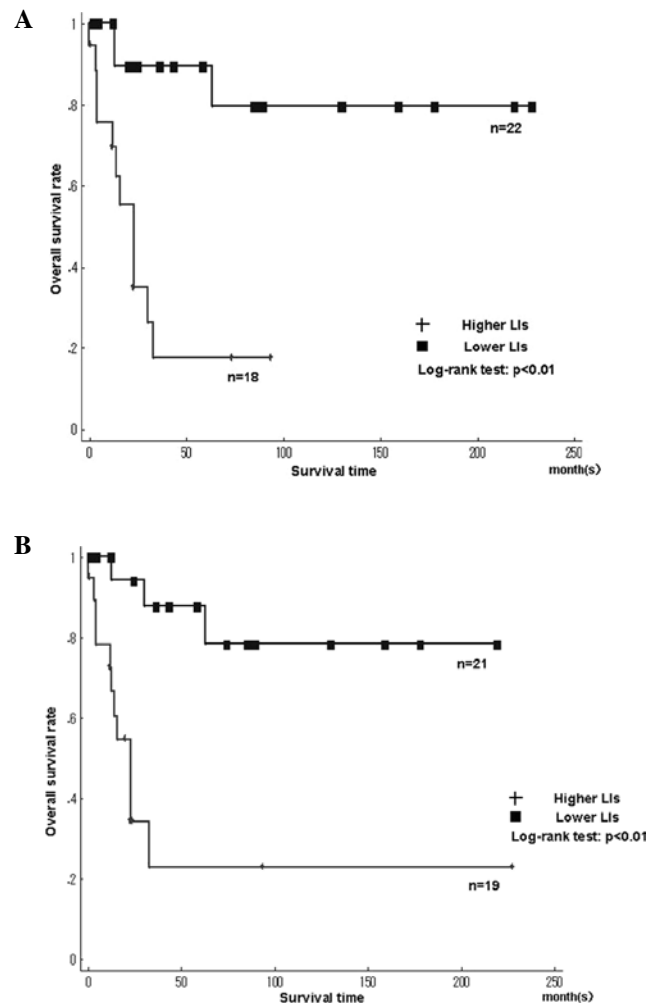 A
1
.8
.6
.4
.2
0
Overall survival rate
n=22
Higher LIs
Lower LIs
Log-rank test: p<0.01
n=18
0 50 100 150 200 250
Survival time
month(s)
B
1
.8
.6
.4
.2
0
Overall survival rate
n=21
Higher LIs
Lower LIs
Log-rank test: p<0.01
n=19
0 50 100 150 200 250
Survival time
month(s)